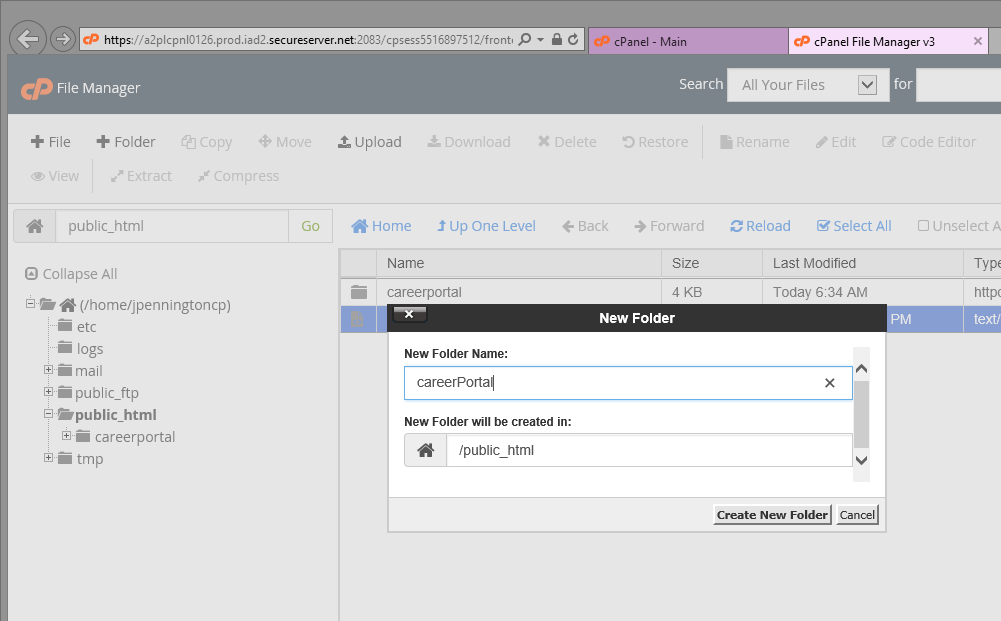 https://a2plcpnl0126.prod.iad2.secureserver.net:2083/cpsess5516897512/fronte
cPanel - Main
cPanel File Manager v3
cP File Manager
Search
All Your Files
for
File
Folder
Copy
Move
Upload
Download
Delete
Restore
Rename
Edit
Code Editor
View
Extract
Compress
public_html
Go
Home
Up One Level
Back
Forward
Reload
Select All
Unselect A
Collapse All
(/home/jpenningtoncp)
etc
logs
mail
public_ftp
public_html
careerportal
tmp
Name
Size
Last Modified
Type
careerportal
4 KB
Today 6:34 AM
httpd
PM
text/
New Folder
New Folder Name:
careerPortal
New Folder will be created in:
/public_html
Create New Folder
Cancel